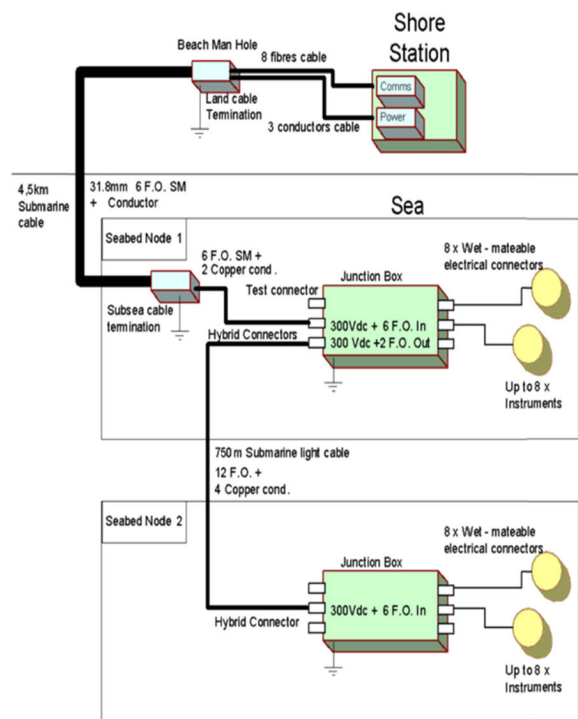 Shore
Station
Beach Man Hole
8 fibres cable
Comms
Land cable
Termination
Power
3 conductors cable
4,5km
Submarine
cable
31.8mm 6 F.O. SM
+ Conductor
Sea
Seabed Node 1
6 F.O. SM +
2 Copper cond.
8 x Wet - mateable
electrical connectors
Junction Box
Test connector
Subsea cable
termination
300Vdc + 6 F.O. In
300 Vdc +2 F.O. Out
Hybrid Connectors
Up to 8 x
Instruments
750m Submarine light cable
12 F.O. +
4 Copper cond.
Seabed Node 2
8 x Wet - mateable
electrical connectors
Junction Box
300Vdc + 6 F.O. In
Hybrid Connector
Up to 8 x
Instruments